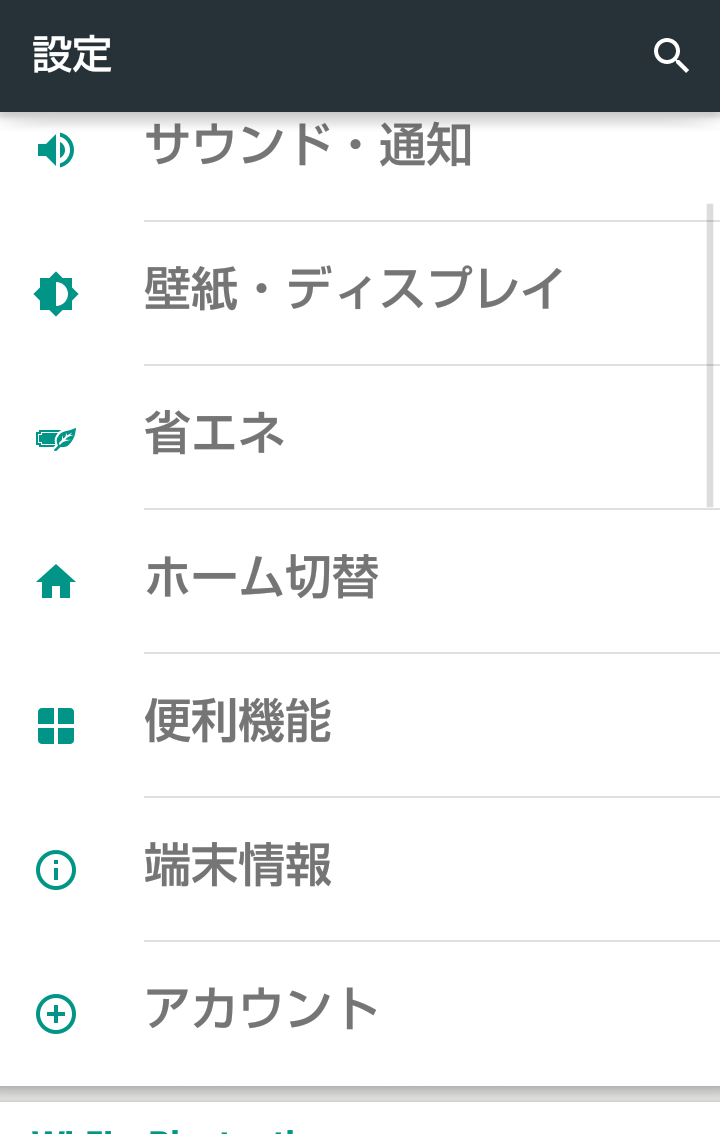 設定
サウンド・通知
壁紙・ディスプレイ
省エネ
ホーム切替
便利機能
端末情報
アカウント